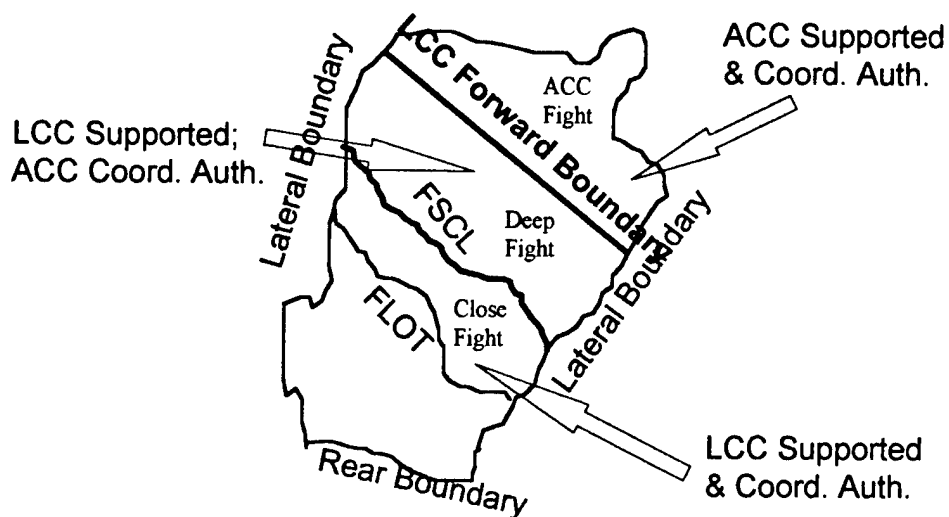 ACC Supported
& Coord. Auth.
LCC Forward Boundary
ACC
Fight
LCC Supported;
ACC Coord. Auth.
Lateral Boundary
FSCL
Deep
Fight
Lateral Boundary
FLOT
Close
Fight
LCC Supported
& Coord. Auth.
Rear Boundary